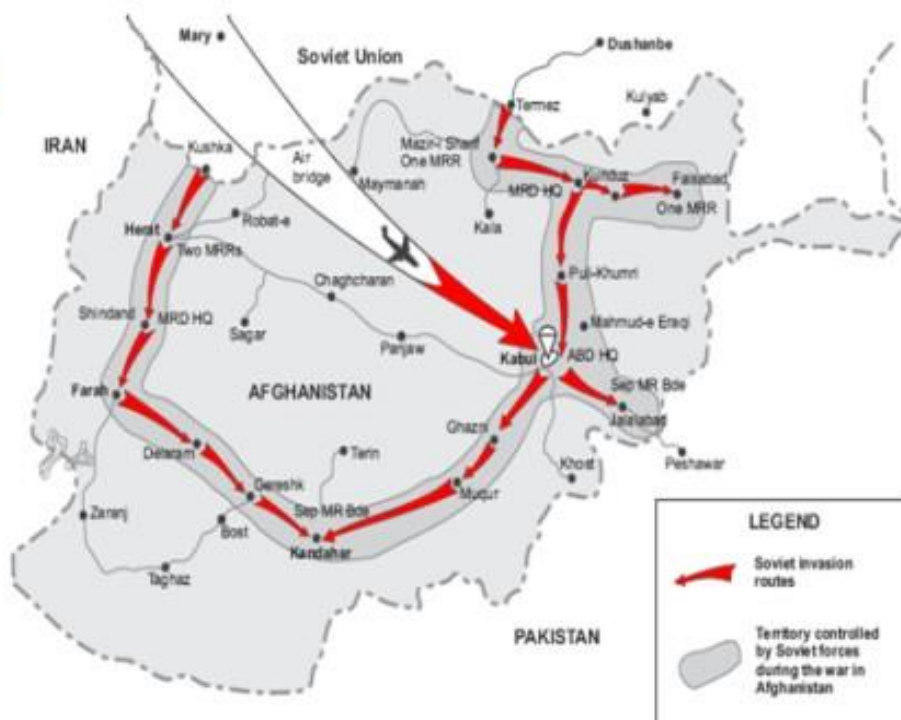 Mary
Soviet Union
Dushanbe
Termez
Kulyab
IRAN
Kushka
Air
bridge
Maymanah
Mazir-i Sharif
One MRR
MRD HQ
Kunduz
Faisabad
One MRR
Robat-e
Kala
Herat
Two MRRs
Chaghcharan
Pul-Khumri
Shindand
MRD HQ
Sagar
Panjaw
Mahmud-e Eraqi
Kabul
ABD HQ
Farah
AFGHANISTAN
Sep MR Bde
Jalalabad
Ghazni
Delaram
Terin
Khost
Peshawar
Gereshk
Muqur
Zaranj
Bost
Sep MR Bde
Kandahar
Taghaz
PAKISTAN
LEGEND
Soviet invasion
routes
Territory controlled
by Soviet forces
during the war in
Afghanistan